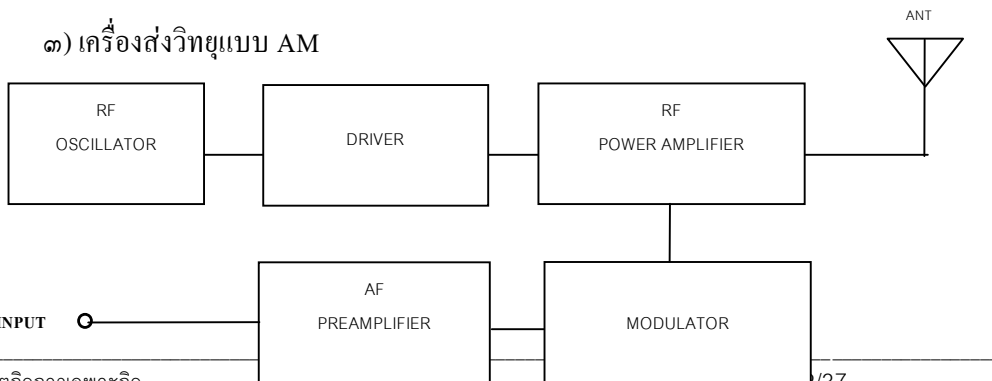 ANT
๓) เครื่องส่งวิทยุแบบ AM
RF
OSCILLATOR
DRIVER
RF
POWER AMPLIFIER
AF
PREAMPLIFIER
MODULATOR
INPUT
/27